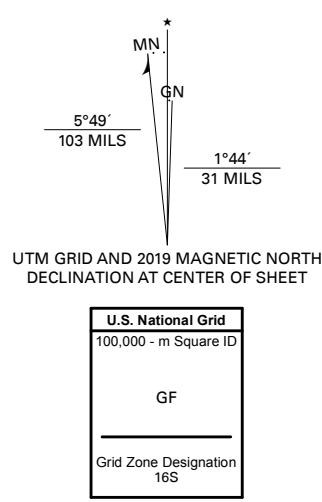 ★
MN
GN
5°49´
103 MILS
1°44´
31 MILS
UTM GRID AND 2019 MAGNETIC NORTH
DECLINATION AT CENTER OF SHEET
U.S. National Grid
100,000 - m Square ID
GF
Grid Zone Designation
16S